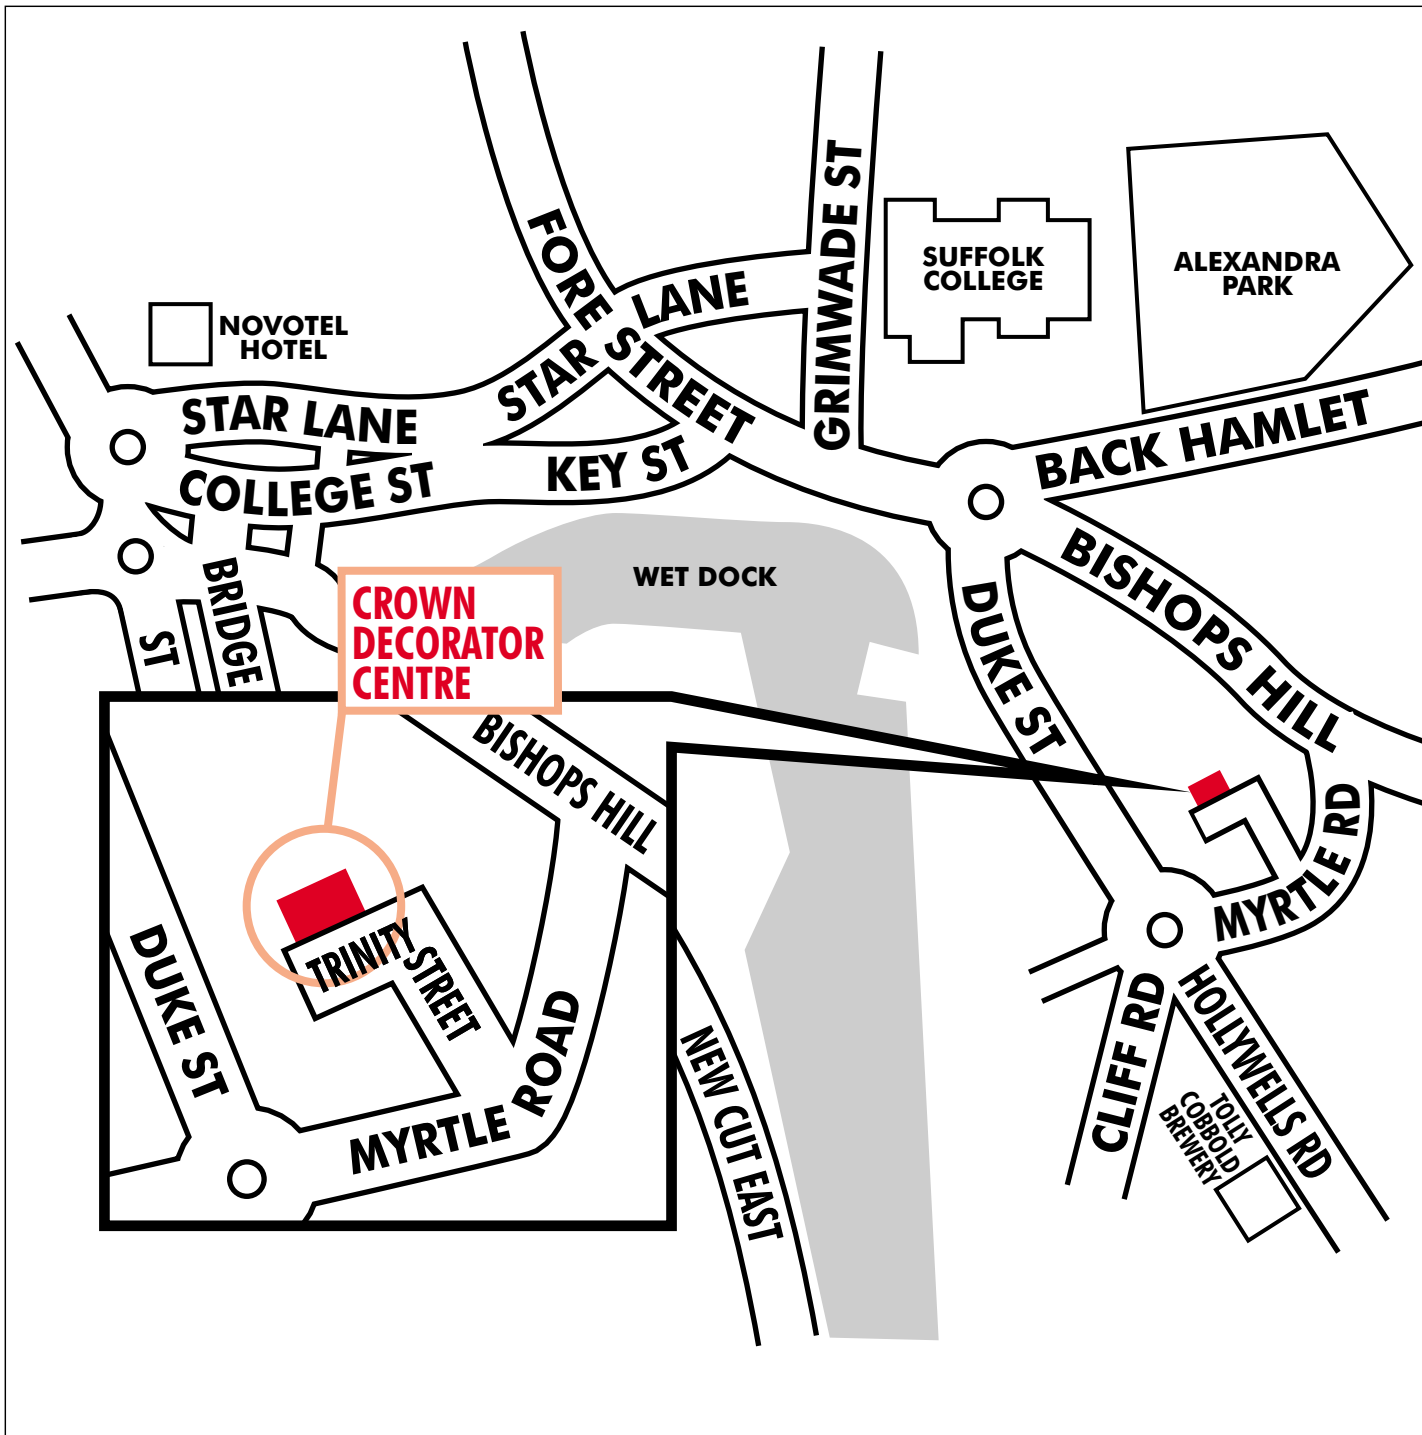 FORE STREET
GRIMWADE ST
SUFFOLK
COLLEGE
ALEXANDRA
PARK
STAR LANE
NOVOTEL
HOTEL
STAR LANE
COLLEGE ST
KEY ST
BACK HAMLET
BISHOPS HILL
WET DOCK
BRIDGE
ST
CROWN
DECORATOR
CENTRE
DUKE ST
BISHOPS HILL
MYRTLE RD
TRINITY
STREET
DUKE ST
MYRTLE ROAD
NEW CUT EAST
CLIFF RD
HOLLYWELLS RD
TOLLY
COBBOLD
BREWERY